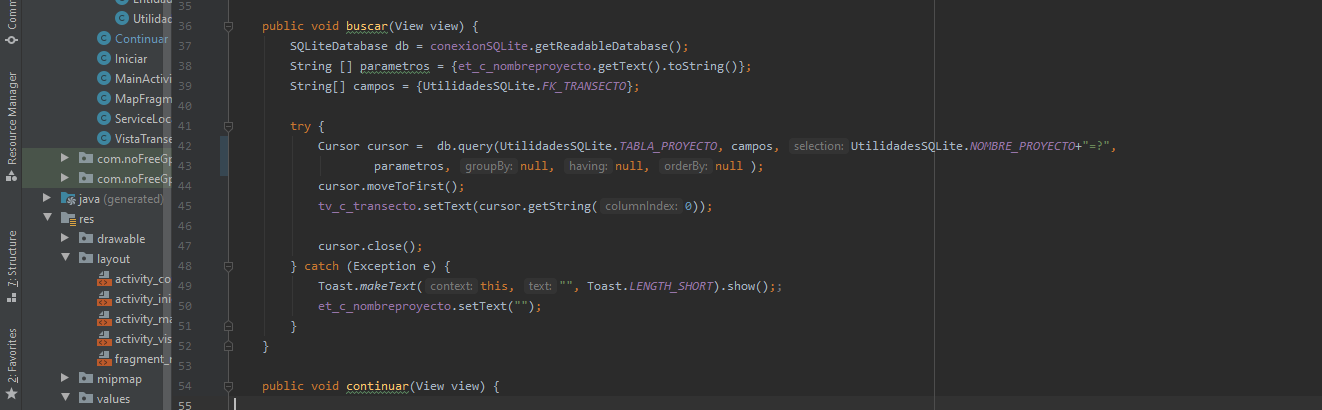 Comm
Resource Manager
7: Structure
2: Favorites
Entidad
Utilidad
Continuar
Iniciar
MainActivi
MapFragm
ServiceLoc
VistaTranse
com.noFreeGp
com.noFreeGp
java (generated)
res
drawable
layout
activity_co
activity_ini
activity_ma
activity_vis
fragment_r
mipmap
values
35
36 public void buscar(View view) {
37 SQLiteDatabase db = conexionSQLite.getReadableDatabase();
38 String [] parametros = {et_c_nombreproyecto.getText().toString()};
39 String[] campos = {UtilidadesSQLite.FK_TRANSECTO};
40
41 try {
42 Cursor cursor = db.query(UtilidadesSQLite.TABLA_PROYECTO, campos, selection: UtilidadesSQLite.NOMBRE_PROYECTO+"=?",
43 parametros, groupBy: null, having: null, orderBy: null );
44 cursor.moveToFirst();
45 tv_c_transecto.setText(cursor.getString( columnIndex: 0));
46
47 cursor.close();
48 } catch (Exception e) {
49 Toast.makeText( context: this, text: "", Toast.LENGTH_SHORT).show();;
50 et_c_nombreproyecto.setText("");
51 }
52 }
53
54 public void continuar(View view) {
55